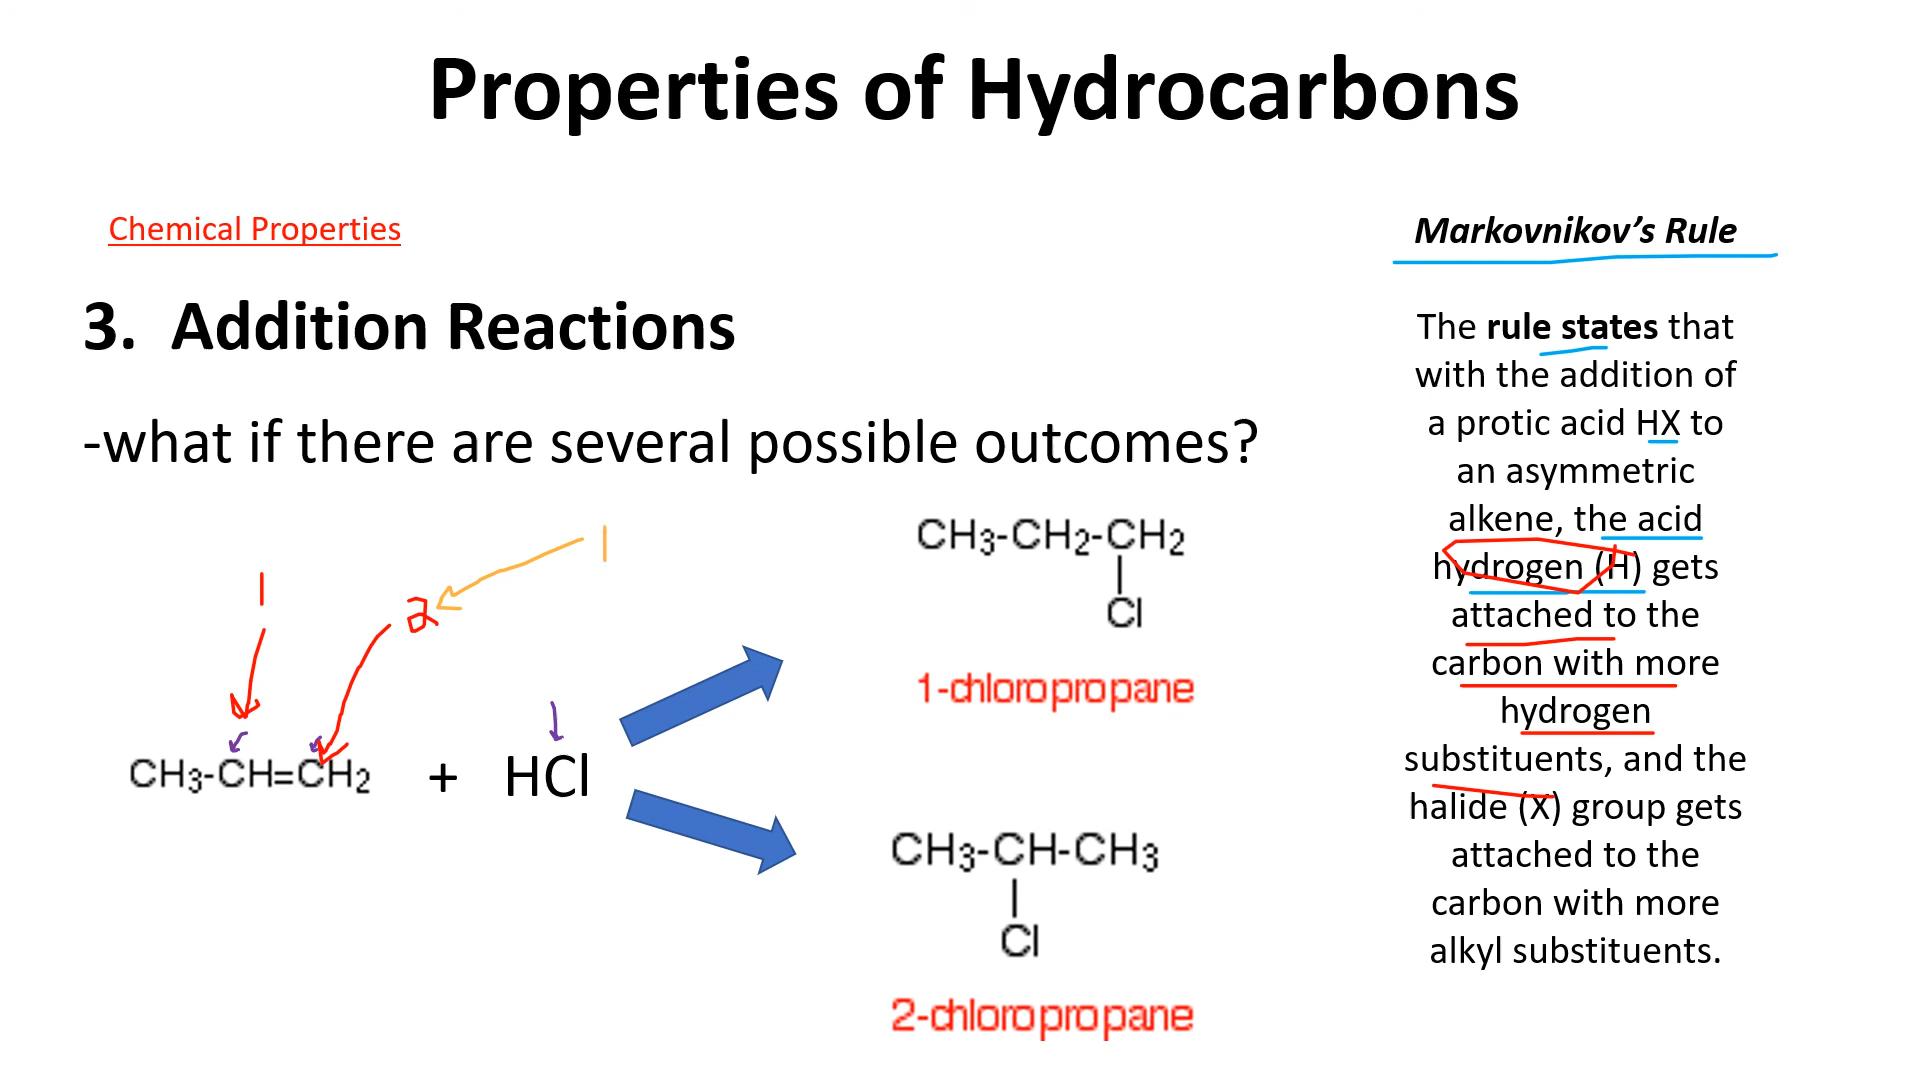 Properties of Hydrocarbons
Chemical Properties
3. Addition Reactions
-what if there are several possible outcomes?
1
2
1
CH₃-CH=CH₂ + HCl
CH₃-CH₂-CH₂
Cl
1-chloropropane
CH₃-CH-CH₃
Cl
2-chloropropane
Markovnikov’s Rule
The rule states that
with the addition of
a protic acid HX to
an asymmetric
alkene, the acid
hydrogen (H) gets
attached to the
carbon with more
hydrogen
substituents, and the
halide (X) group gets
attached to the
carbon with more
alkyl substituents.